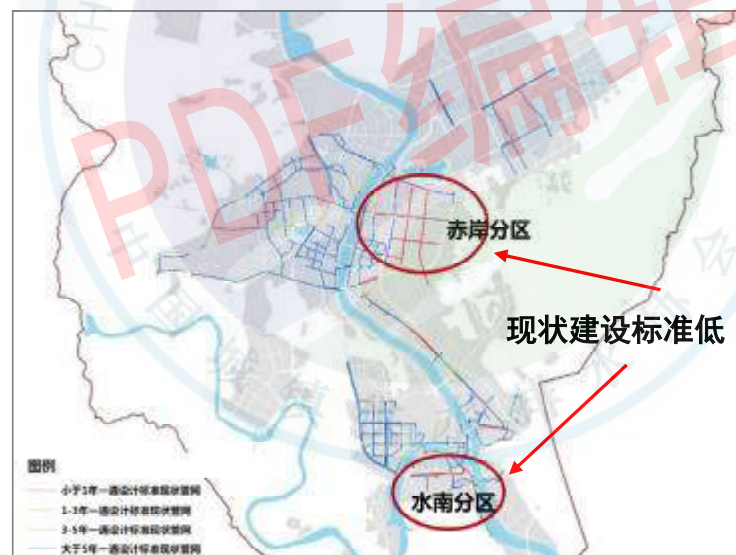 PDF编辑
赤岸分区
现状建设标准低
水南分区
图例
小于1年一遇设计标准现状管网
1-3年一遇设计标准现状管网
3-5年一遇设计标准现状管网
大于5年一遇设计标准现状管网